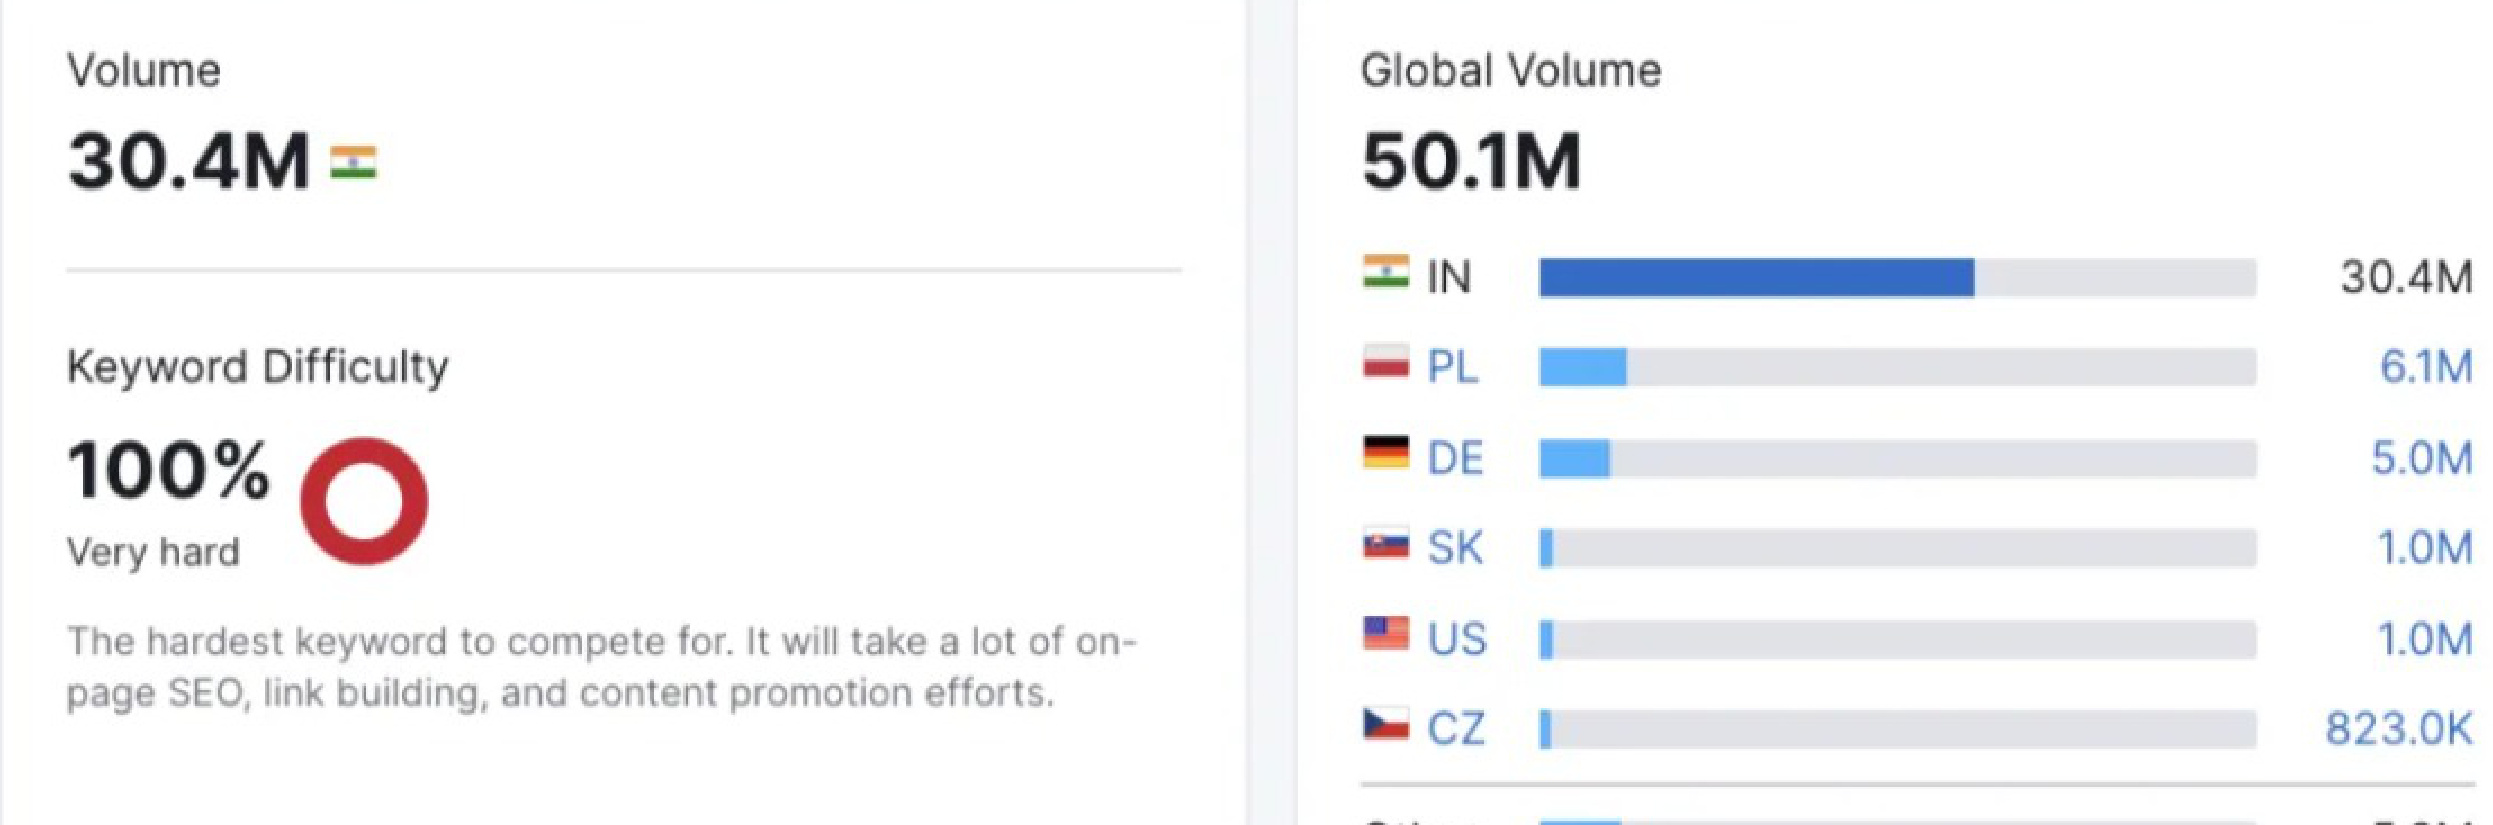 Volume
30.4M
Keyword Difficulty
100%
Very hard
The hardest keyword to compete for. It will take a lot of on-
page SEO, link building, and content promotion efforts.
Global Volume
50.1M
IN 30.4M
PL 6.1M
DE 5.0M
SK 1.0M
US 1.0M
CZ 823.0K